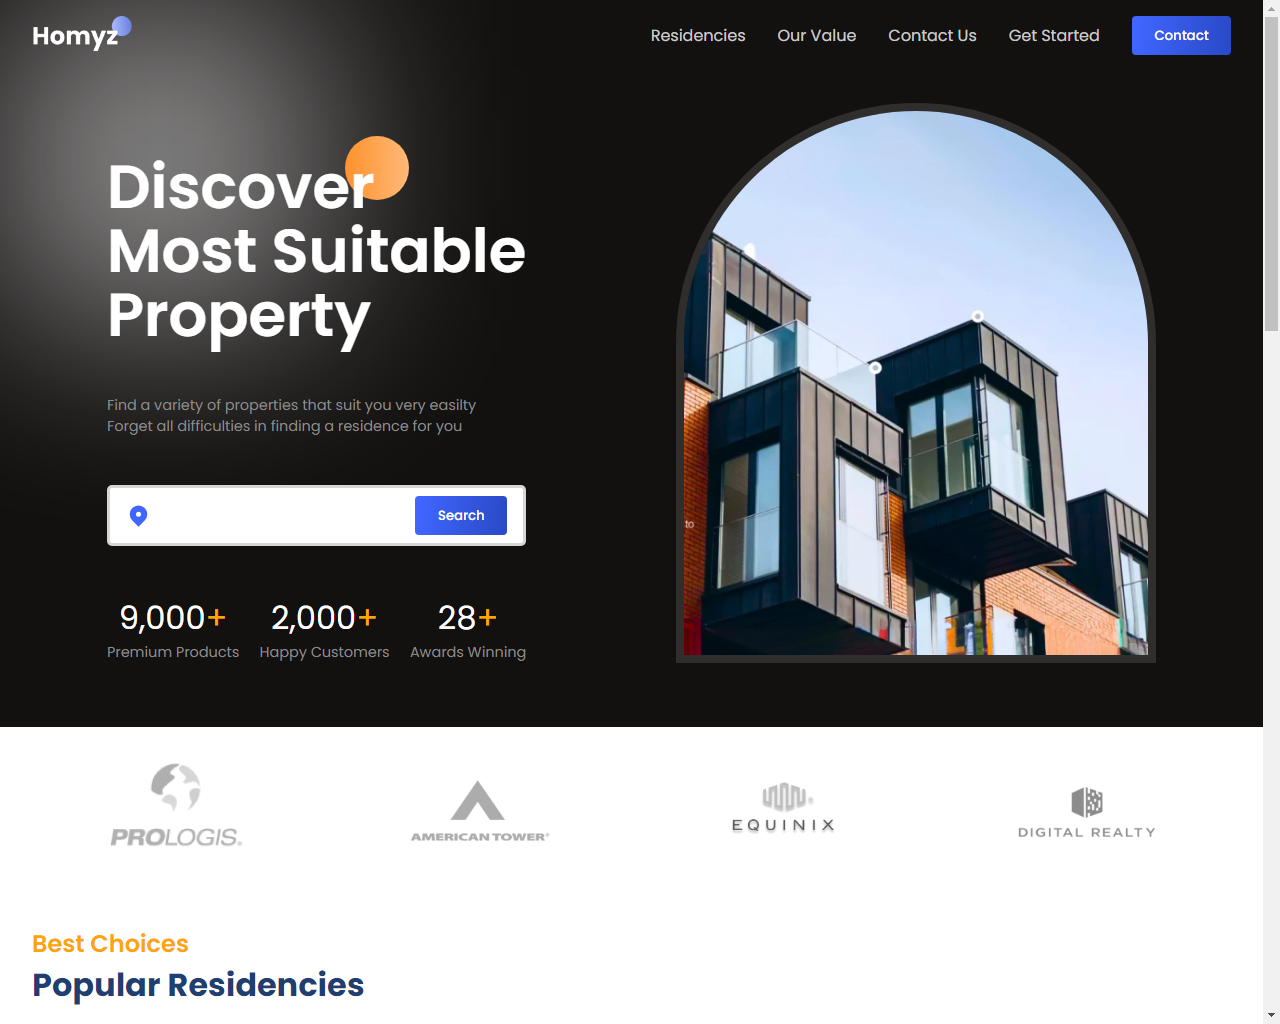 Homyz
Residencies
Our Value
Contact Us
Get Started
Contact
Discover
Most Suitable
Property
Find a variety of properties that suit you very easilty
Forget all difficulties in finding a residence for you
Search
9,000+
2,000+
28+
Premium Products
Happy Customers
Awards Winning
to
PROLOGIS.
AMERICAN TOWER®
EQUINIX
DIGITAL REALTY
Best Choices
Popular Residencies